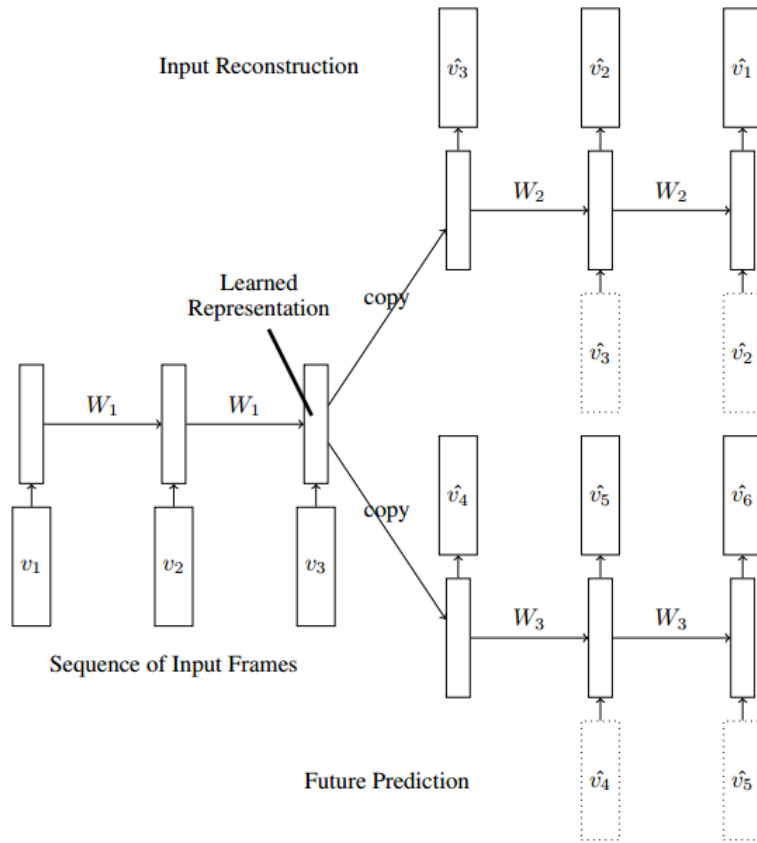 Input Reconstruction
v̂₃ v̂₂ v̂₁
W₂ W₂
Learned
Representation
copy
v̂₃ v̂₂
W₁ W₁
v̂₄ v̂₅ v̂₆
copy
v₁ v₂ v₃
W₃ W₃
Sequence of Input Frames
v̂₄ v̂₅
Future Prediction